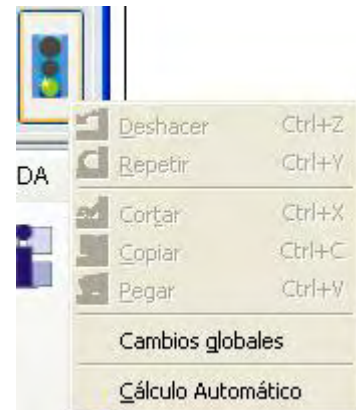 Deshacer Ctrl+Z
Repetir Ctrl+Y
DA
Cortar Ctrl+X
Copiar Ctrl+C
Pegar Ctrl+V
Cambios globales
Cálculo Automático